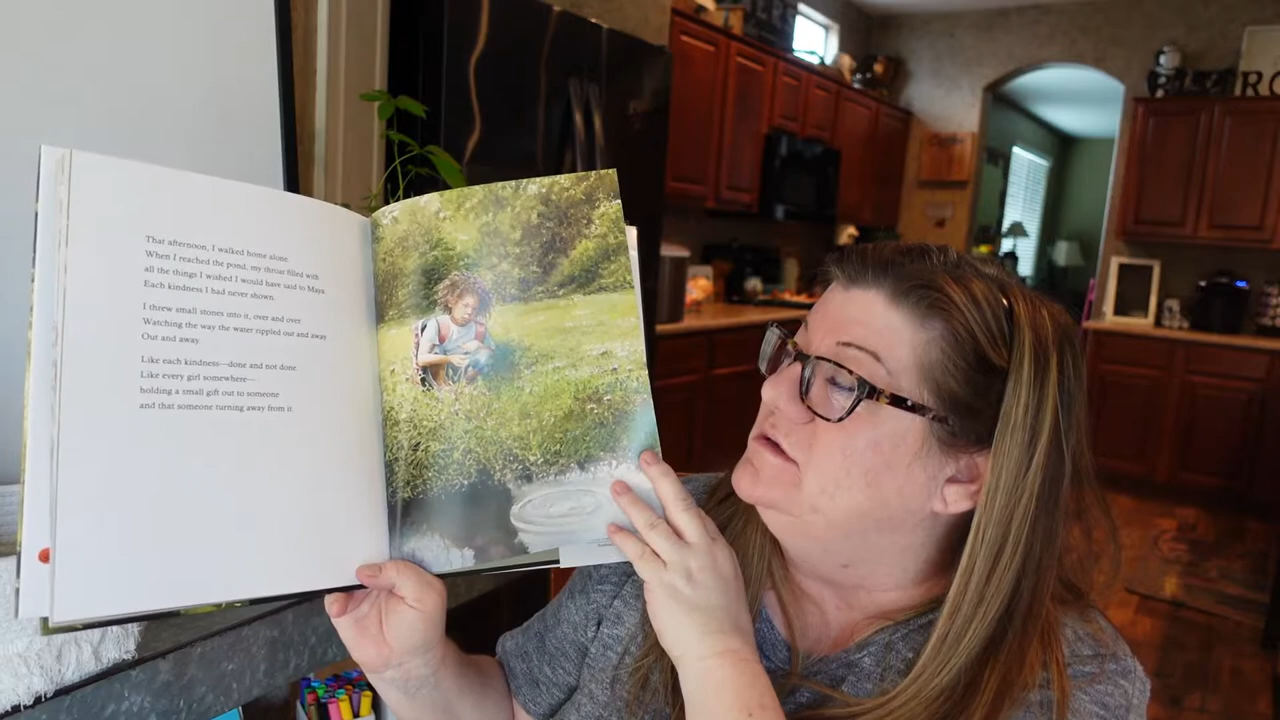 That afternoon, I walked home alone.
When I reached the pond, my throat filled with
all the things I wished I would have said to Maya.
Each kindness I had never shown.
I threw small stones into it, over and over.
Watching the way the water rippled out and away.
Out and away.
Like each kindness—done and not done.
Like every girl somewhere—
holding a small gift out to someone
and that someone turning away from it.
RO